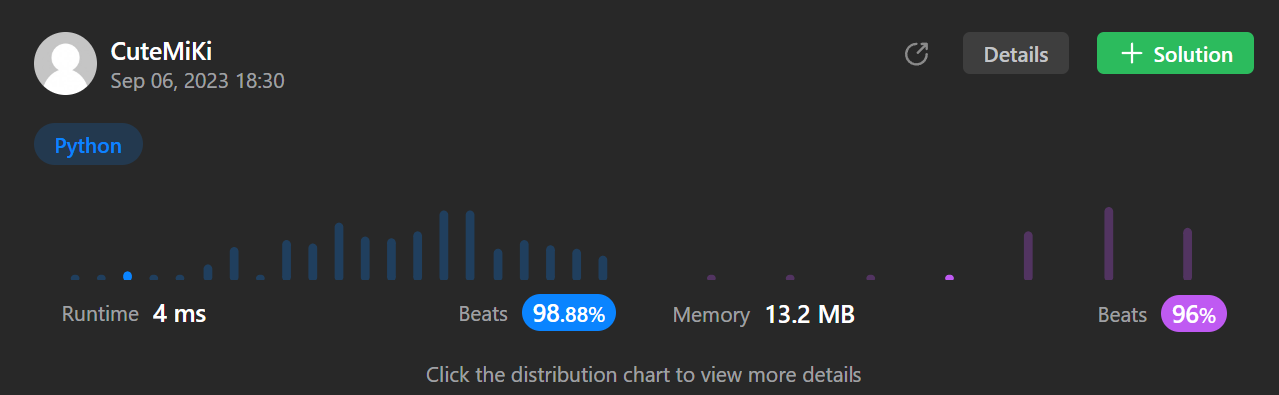 CuteMiKi
Sep 06, 2023 18:30
Details
+ Solution
Python
Runtime 4 ms Beats 98.88%
Memory 13.2 MB Beats 96%
Click the distribution chart to view more details